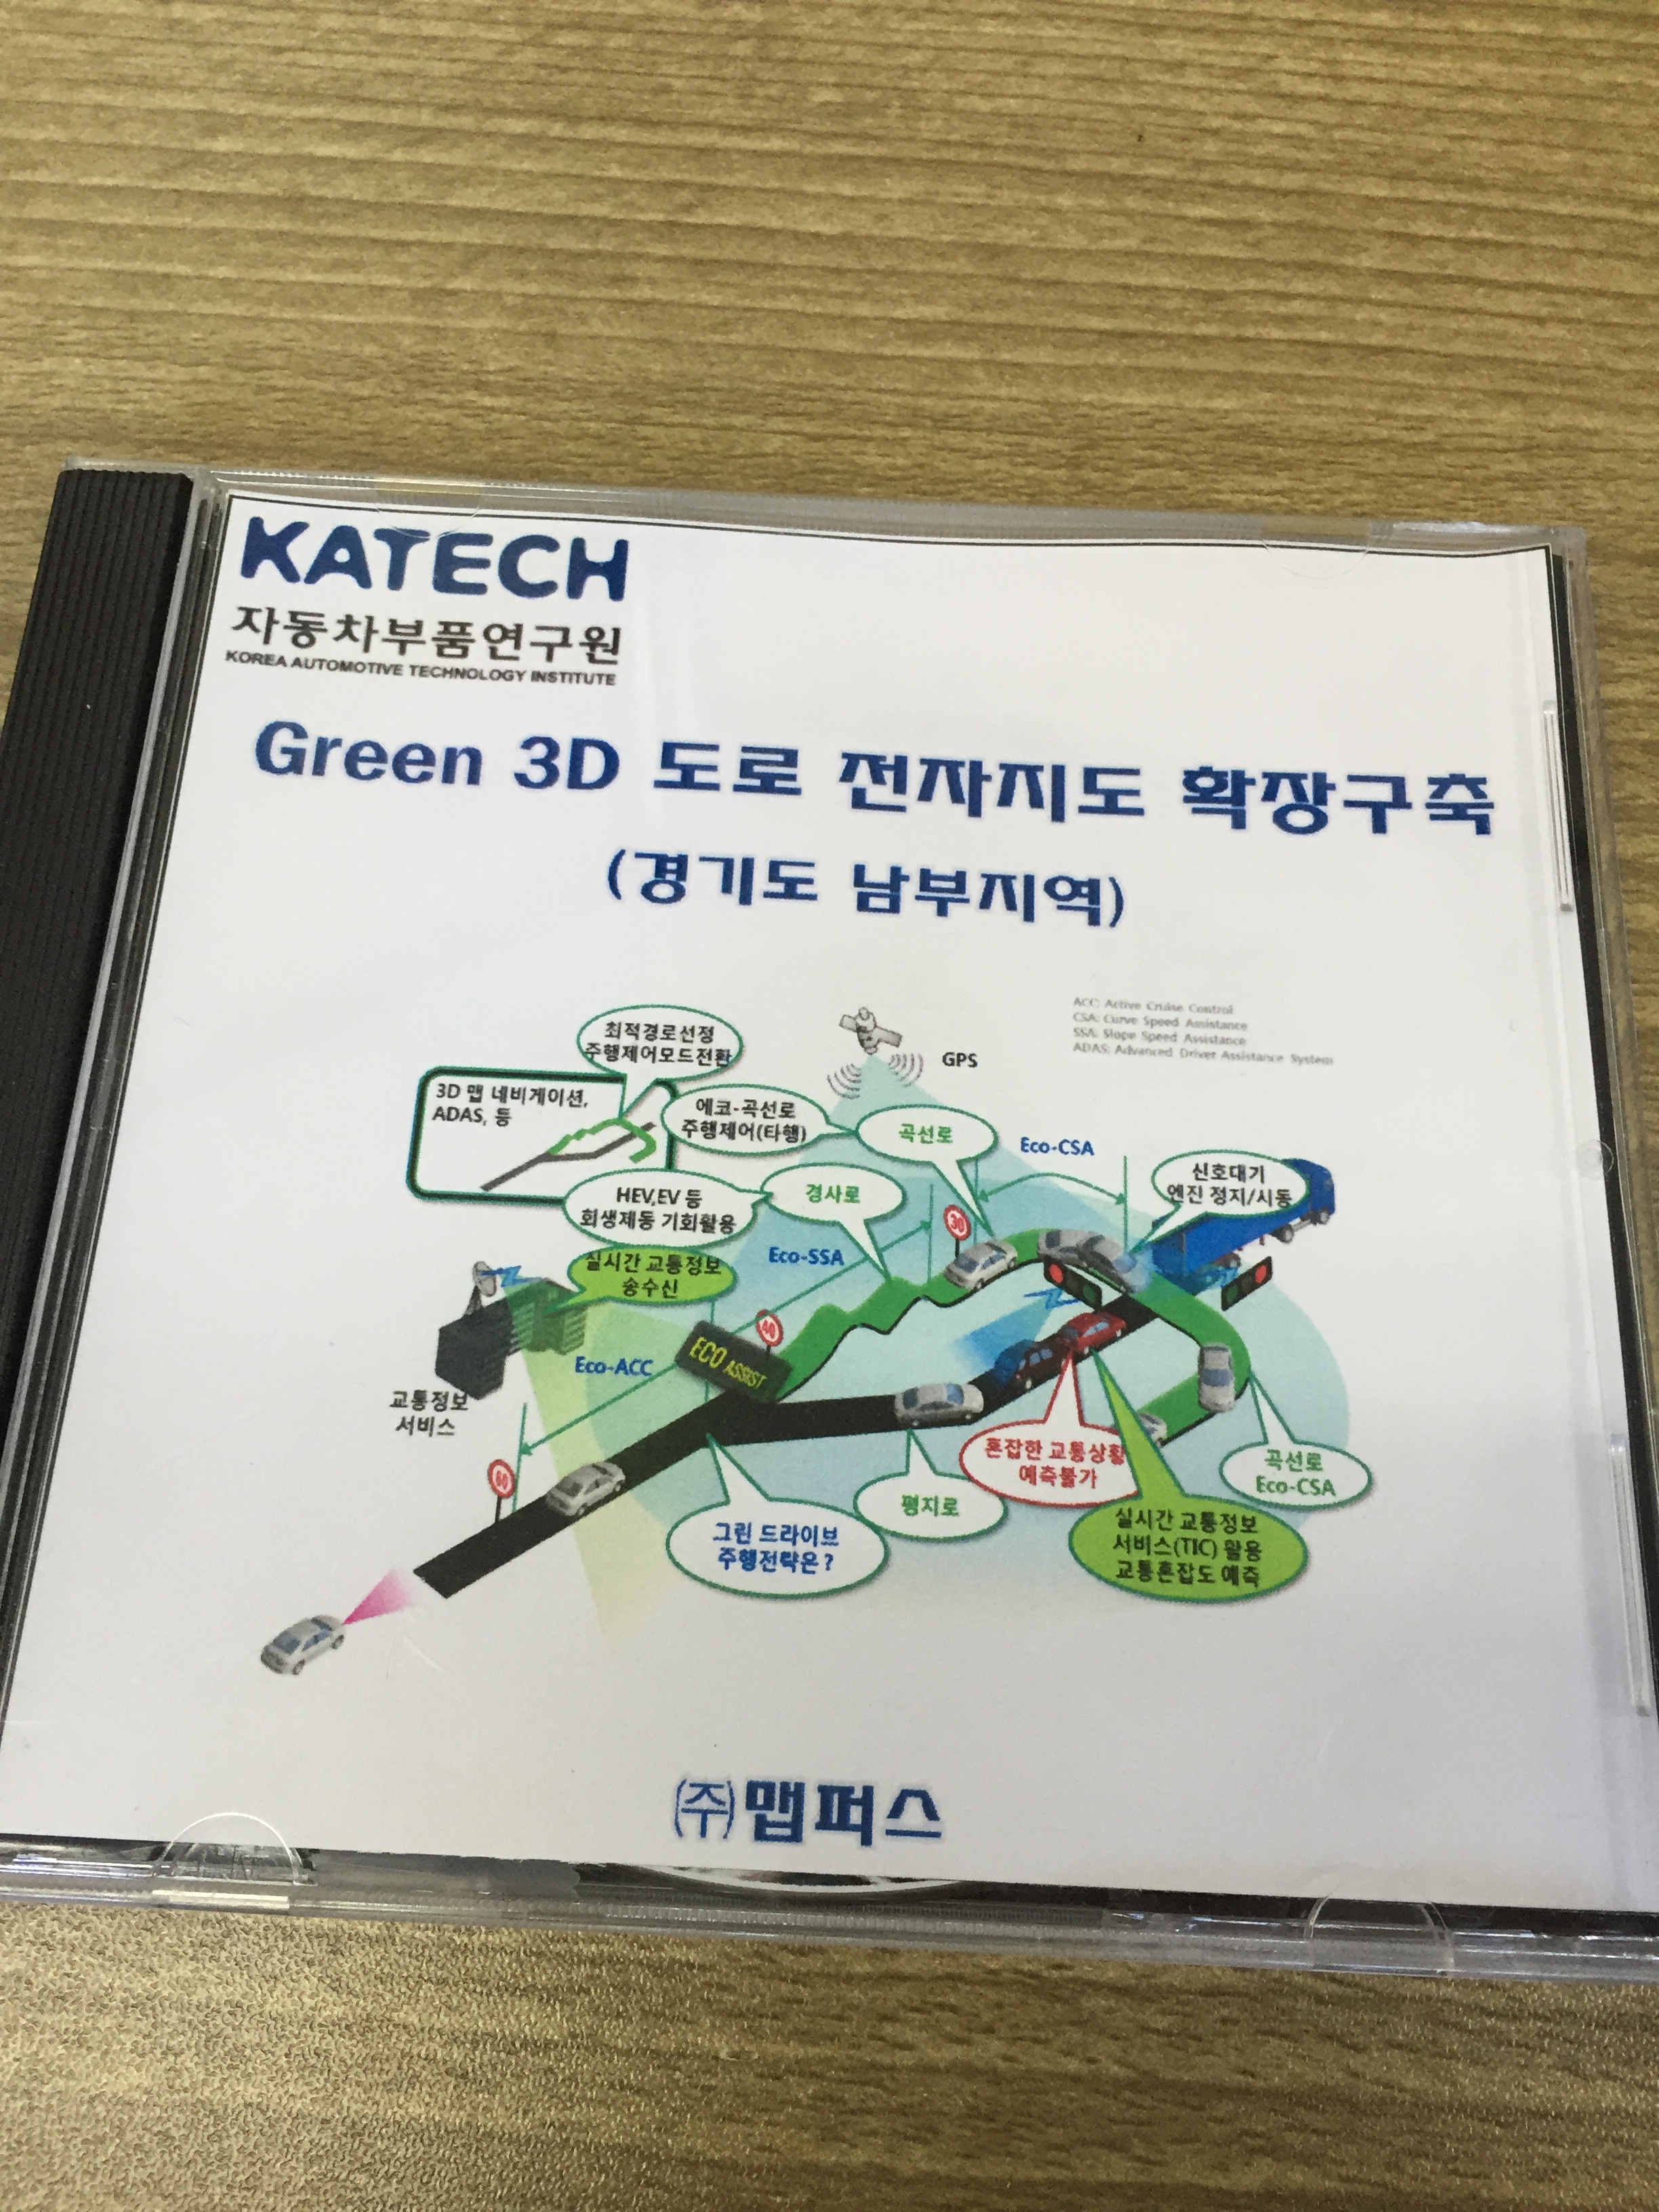 KATECH
자동차부품연구원
KOREA AUTOMOTIVE TECHNOLOGY INSTITUTE
Green 3D 도로 전자지도 확장구축
(경기도 남부지역)
ACC: Active Cruise Control
CSA: Curve Speed Assistance
SSA: Slope Speed Assistance
ADAS: Advanced Driver Assistance System
GPS
최적경로선정
주행제어모드전환
3D 맵 네비게이션,
ADAS, 등
에코-곡선로
주행제어(타행)
곡선로
Eco-CSA
신호대기
엔진 정지/시동
HEV,EV 등
회생제동 기회활용
경사로
30
Eco-SSA
실시간 교통정보
송수신
40
ECO ASSIST
Eco-ACC
교통정보
서비스
60
혼잡한 교통상황
예측불가
곡선로
Eco-CSA
평지로
그린 드라이브
주행전략은?
실시간 교통정보
서비스(TIC) 활용
교통혼잡도 예측
㈜맵퍼스